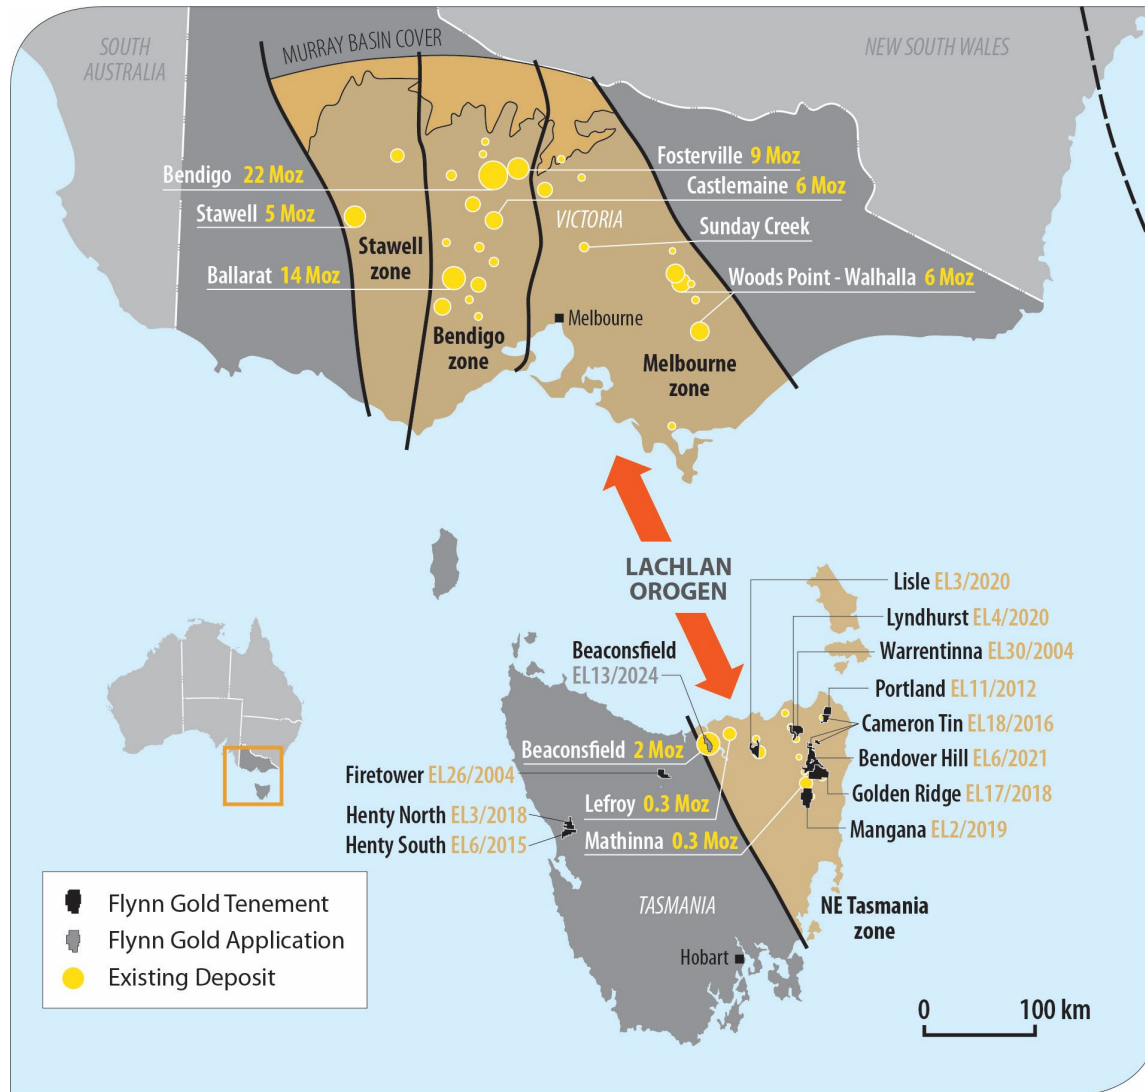 SOUTH
AUSTRALIA
MURRAY BASIN COVER
NEW SOUTH WALES
Bendigo 22 Moz
Stawell 5 Moz
Stawell
zone
Ballarat 14 Moz
Bendigo
zone
VICTORIA
Fosterville 9 Moz
Castlemaine 6 Moz
Sunday Creek
Woods Point - Walhalla 6 Moz
Melbourne
Melbourne
zone
LACHLAN
OROGEN
Lisle EL3/2020
Lyndhurst EL4/2020
Warrentinna EL30/2004
Portland EL11/2012
Cameron Tin EL18/2016
Bendover Hill EL6/2021
Golden Ridge EL17/2018
Mangana EL2/2019
Beaconsfield
EL13/2024
Beaconsfield 2 Moz
Firetower EL26/2004
Lefroy 0.3 Moz
Henty North EL3/2018
Henty South EL6/2015
Mathinna 0.3 Moz
TASMANIA
NE Tasmania
zone
Hobart
Flynn Gold Tenement
Flynn Gold Application
Existing Deposit
0 100 km